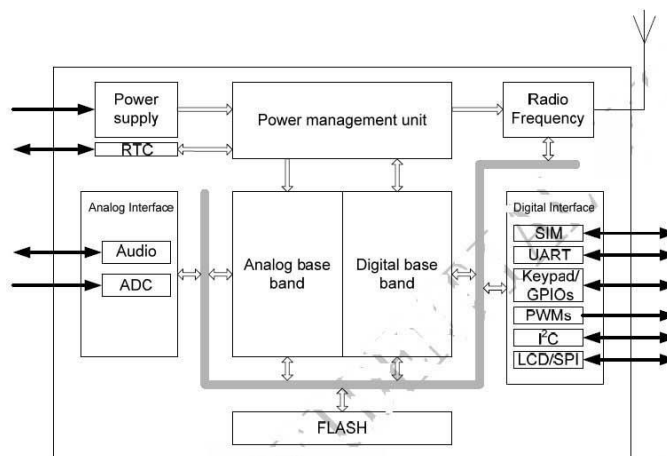 Power
supply
RTC
Power management unit
Radio
Frequency
Analog Interface
Audio
ADC
Analog base
band
Digital base
band
Digital Interface
SIM
UART
Keypad/
GPIOs
PWMs
I²C
LCD/SPI
FLASH